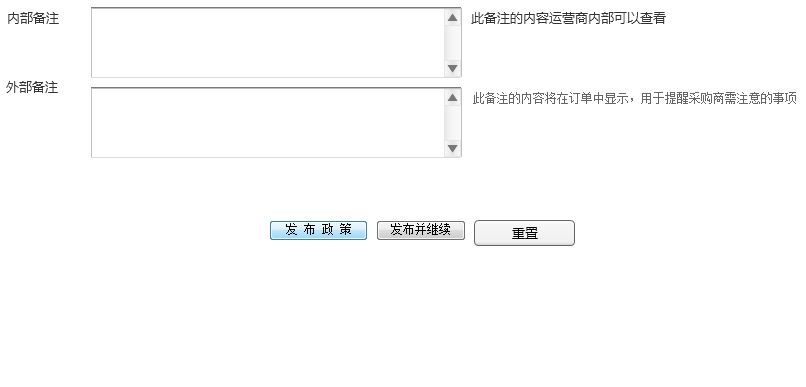 内部备注
此备注的内容运营商内部可以查看
外部备注
此备注的内容将在订单中显示，用于提醒采购商需注意的事项
发 布 政 策
发布并继续
重置